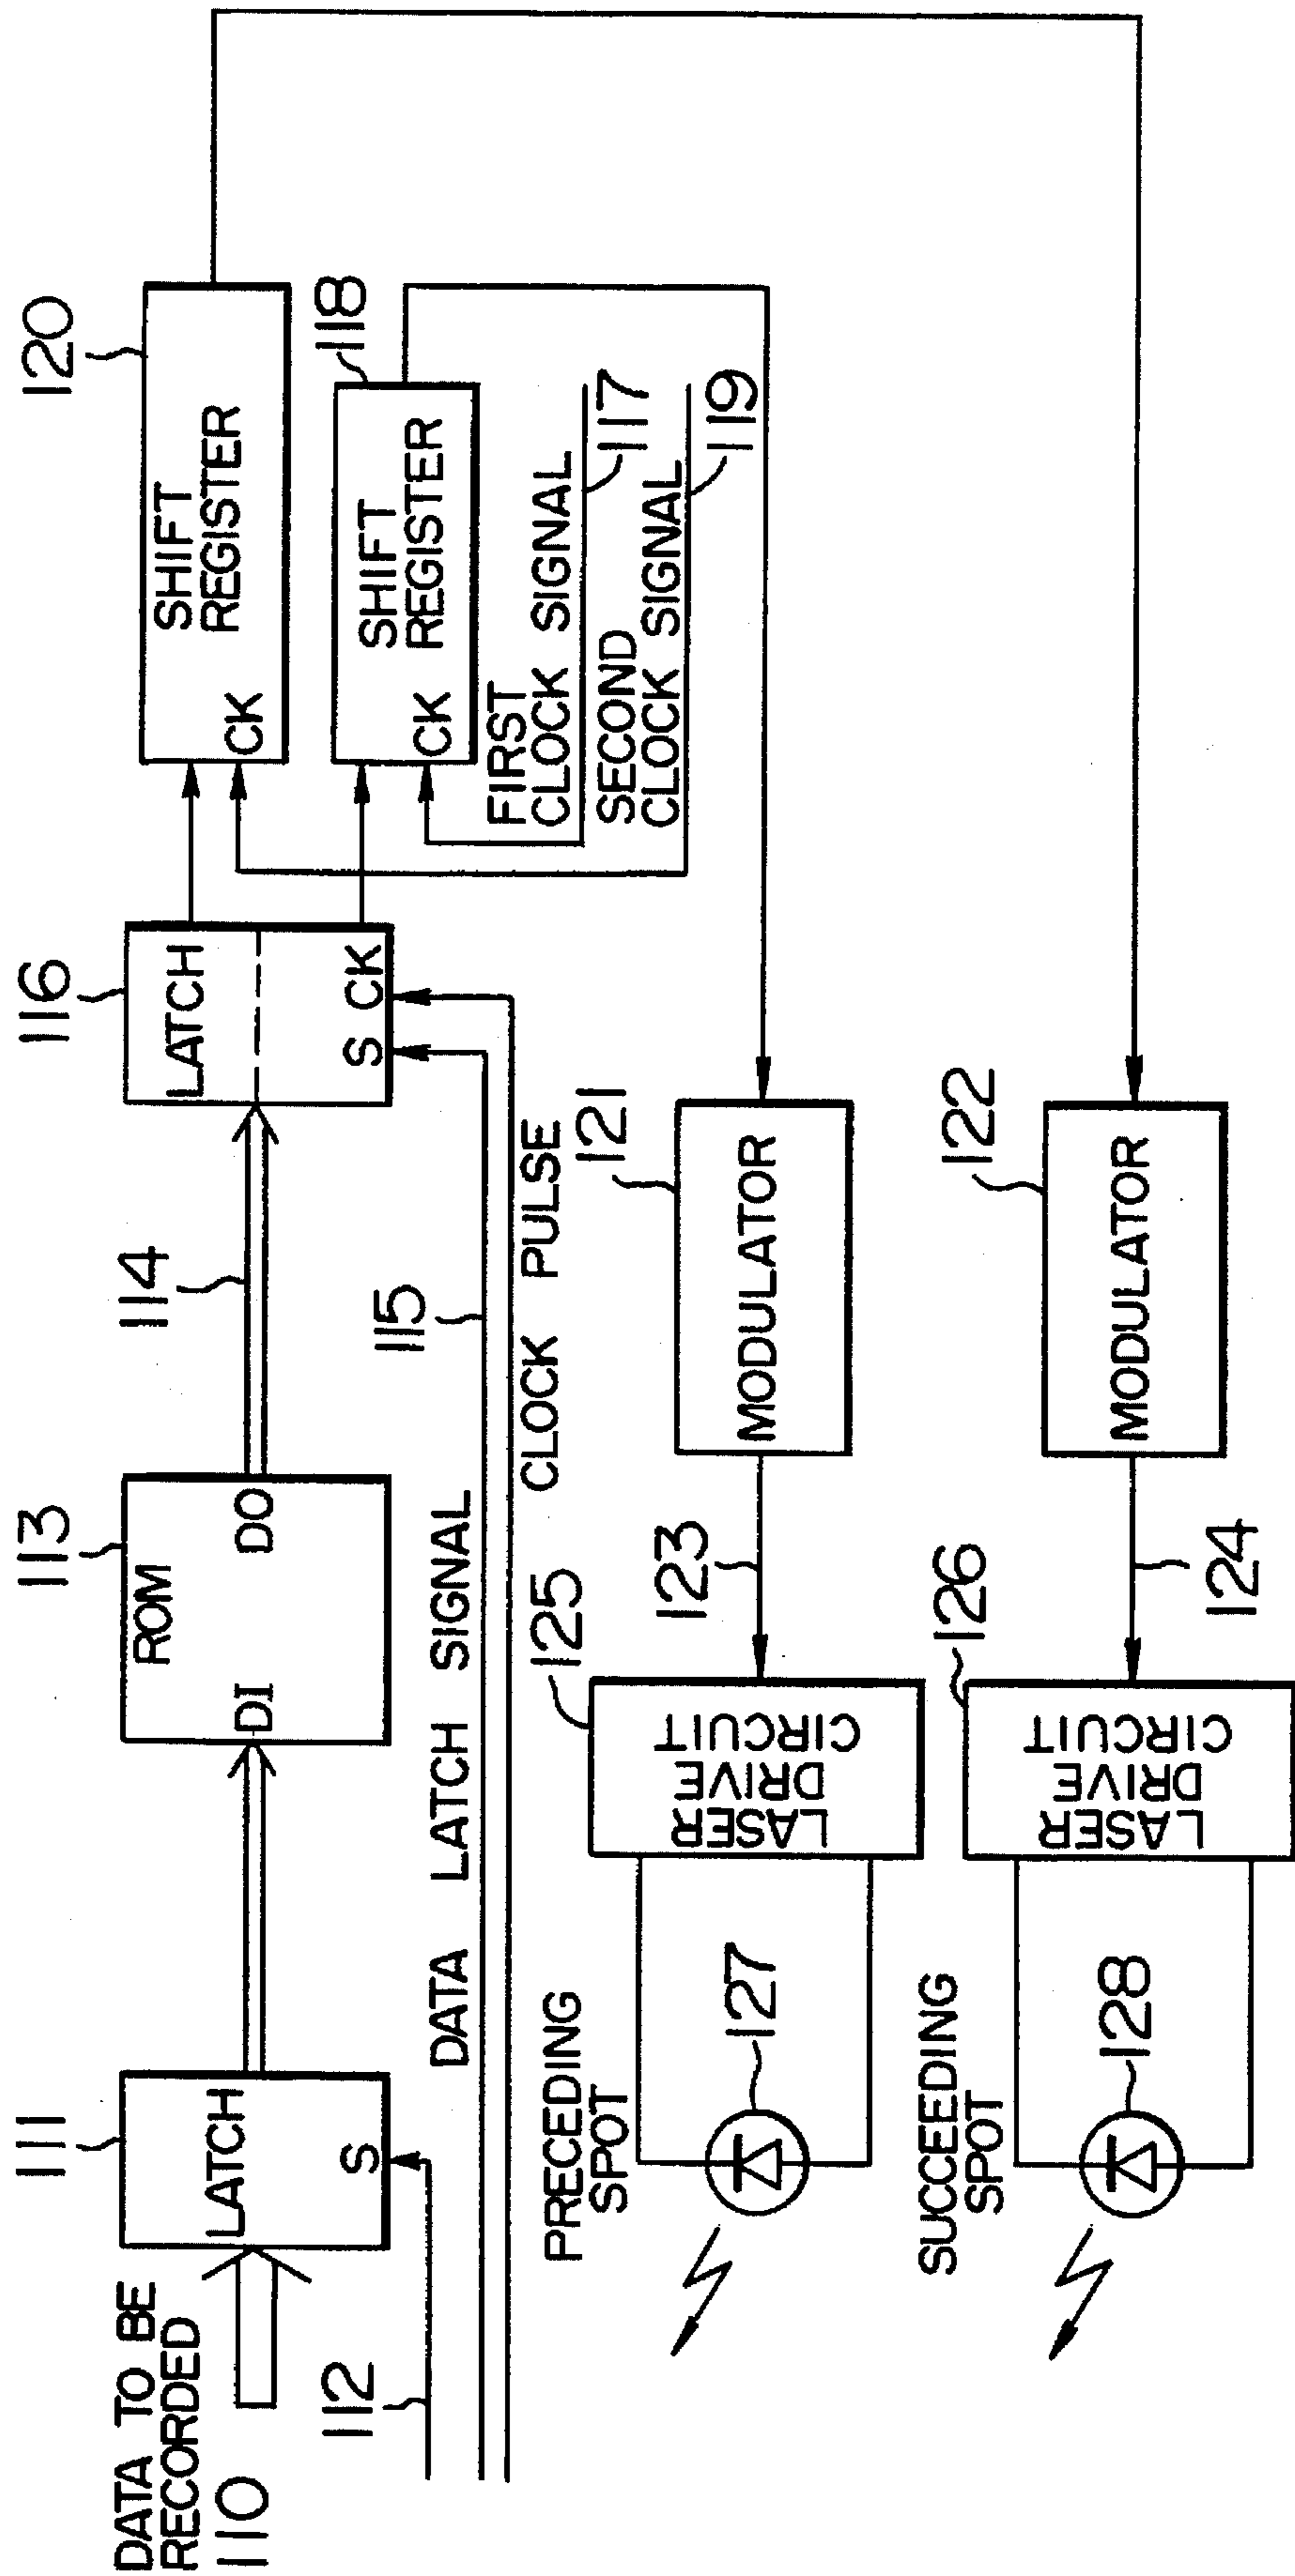 DATA TO BE
RECORDED
110
111
LATCH
S
112
113
ROM
DI
DO
114
116
LATCH
S
CK
DATA LATCH SIGNAL
115
CLOCK PULSE
120
SHIFT
REGISTER
CK
118
SHIFT
REGISTER
CK
FIRST
CLOCK SIGNAL
117
SECOND
CLOCK SIGNAL
119
PRECEDING
SPOT
127
125
LASER
DRIVE
CIRCUIT
123
121
MODULATOR
SUCCEEDING
SPOT
128
126
LASER
DRIVE
CIRCUIT
124
122
MODULATOR